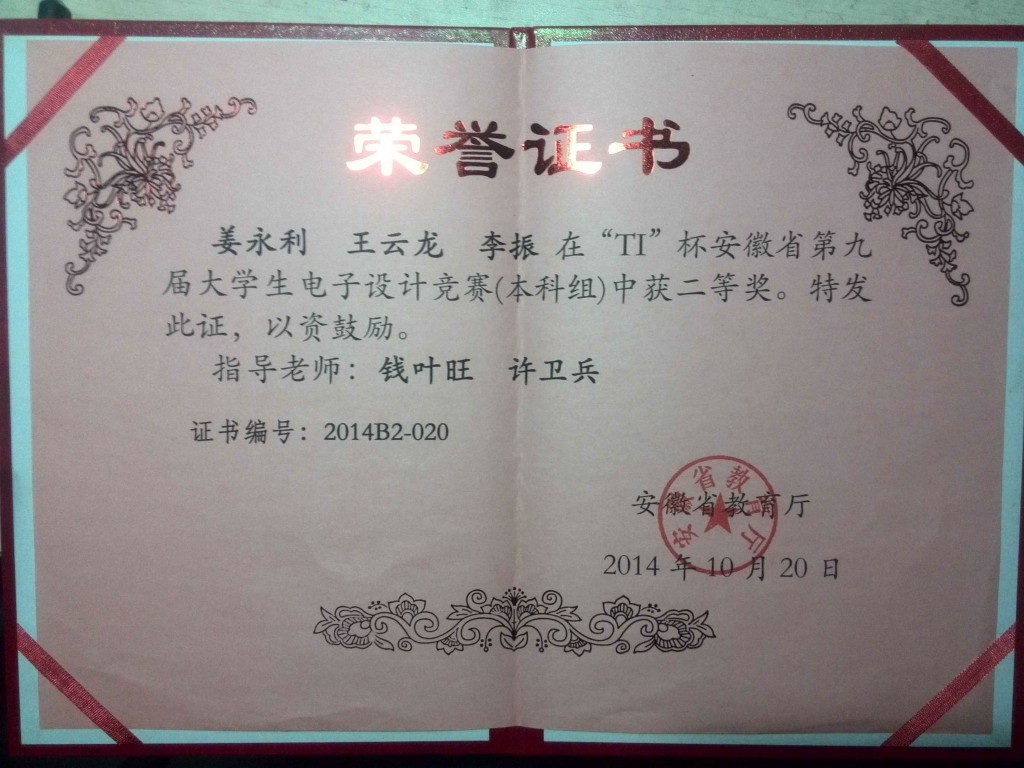 荣誉证书
姜永利 王云龙 李振 在“TI”杯安徽省第九
届大学生电子设计竞赛(本科组)中获二等奖。特发
此证，以资鼓励。
指导老师：钱叶旺 许卫兵
证书编号：2014B2-020
安徽省教育厅
安徽省教育厅
2014 年 10 月 20 日